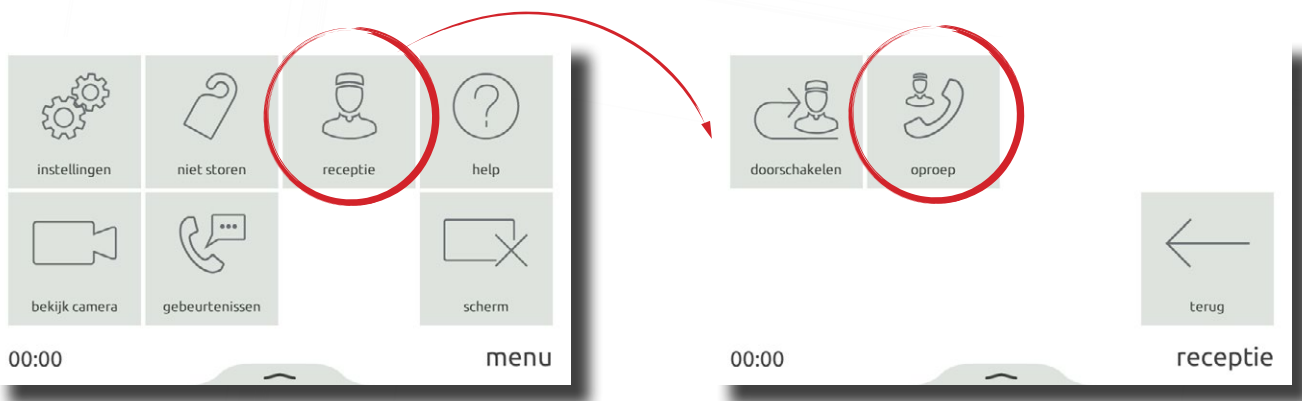 instellingen
niet storen
receptie
help
bekijk camera
gebeurtenissen
scherm
00:00
menu
doorschakelen
oproep
terug
00:00
receptie